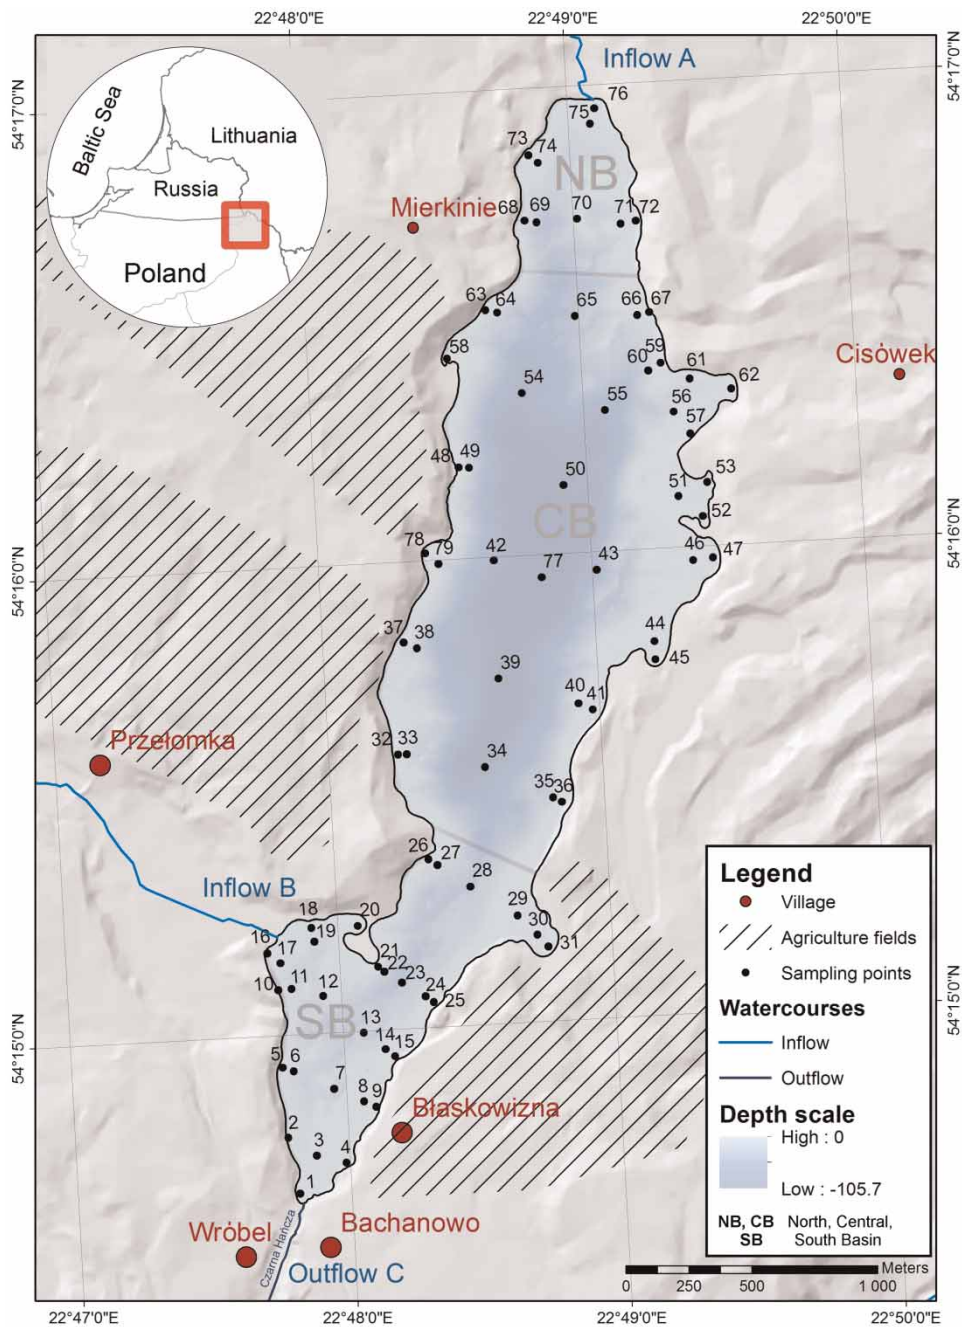 22°48'0"E
22°49'0"E
22°50'0"E
54°17'0"N
54°17'0"N
Inflow A
76
75
73
74
NB
Baltic Sea
Lithuania
Russia
Poland
Mierkinie
68
69
70
71
72
63
64
65
66
67
58
59
60
61
62
Cisówek
54
55
56
57
48
49
50
51
53
52
CB
78
79
42
77
43
46
47
54°16'0"N
54°16'0"N
37
38
44
45
39
40
41
Przełomka
32
33
34
35
36
26
27
28
Inflow B
18
19
20
29
30
31
16
17
21
22
23
10
11
12
24
25
SB
13
14
15
54°15'0"N
54°15'0"N
5
6
7
8
9
Błaskowizna
2
3
4
1
Wróbel
Bachanowo
Czarna Hańcza
Outflow C
Legend
Village
Agriculture fields
Sampling points
Watercourses
Inflow
Outflow
Depth scale
High : 0
Low : -105.7
NB, CB North, Central,
SB South Basin
Meters
0 250 500 1 000
22°47'0"E
22°48'0"E
22°49'0"E
22°50'0"E